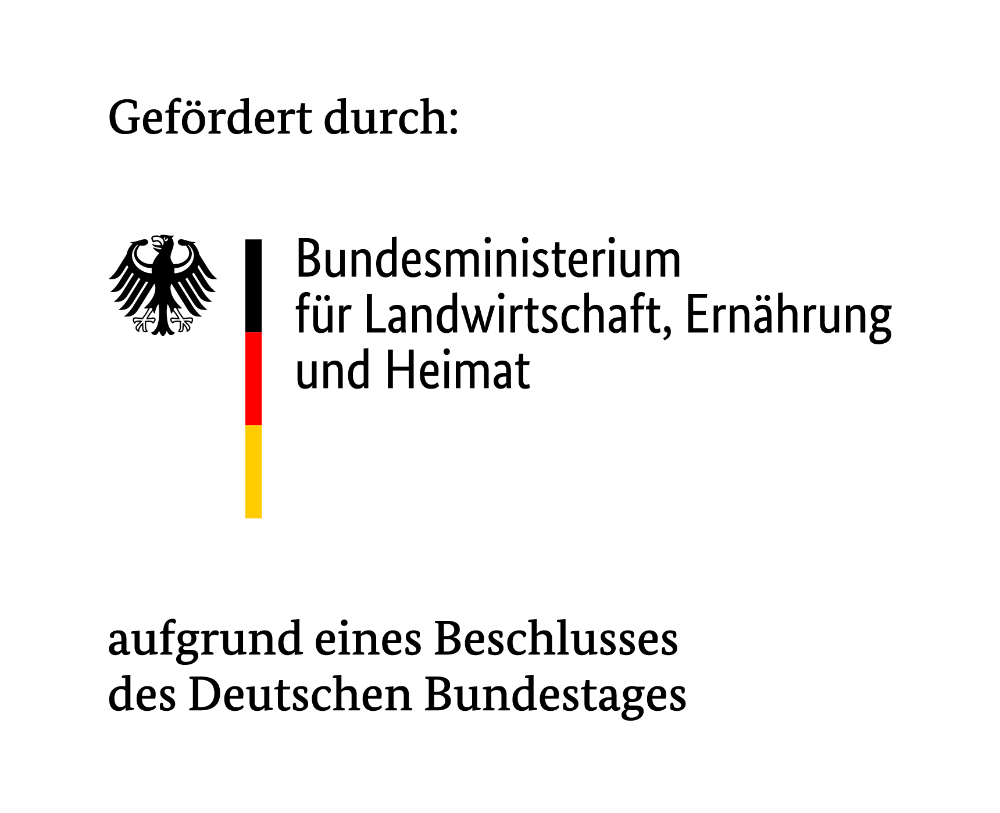 Gefördert durch:
Bundesministerium
für Landwirtschaft, Ernährung
und Heimat
aufgrund eines Beschlusses
des Deutschen Bundestages